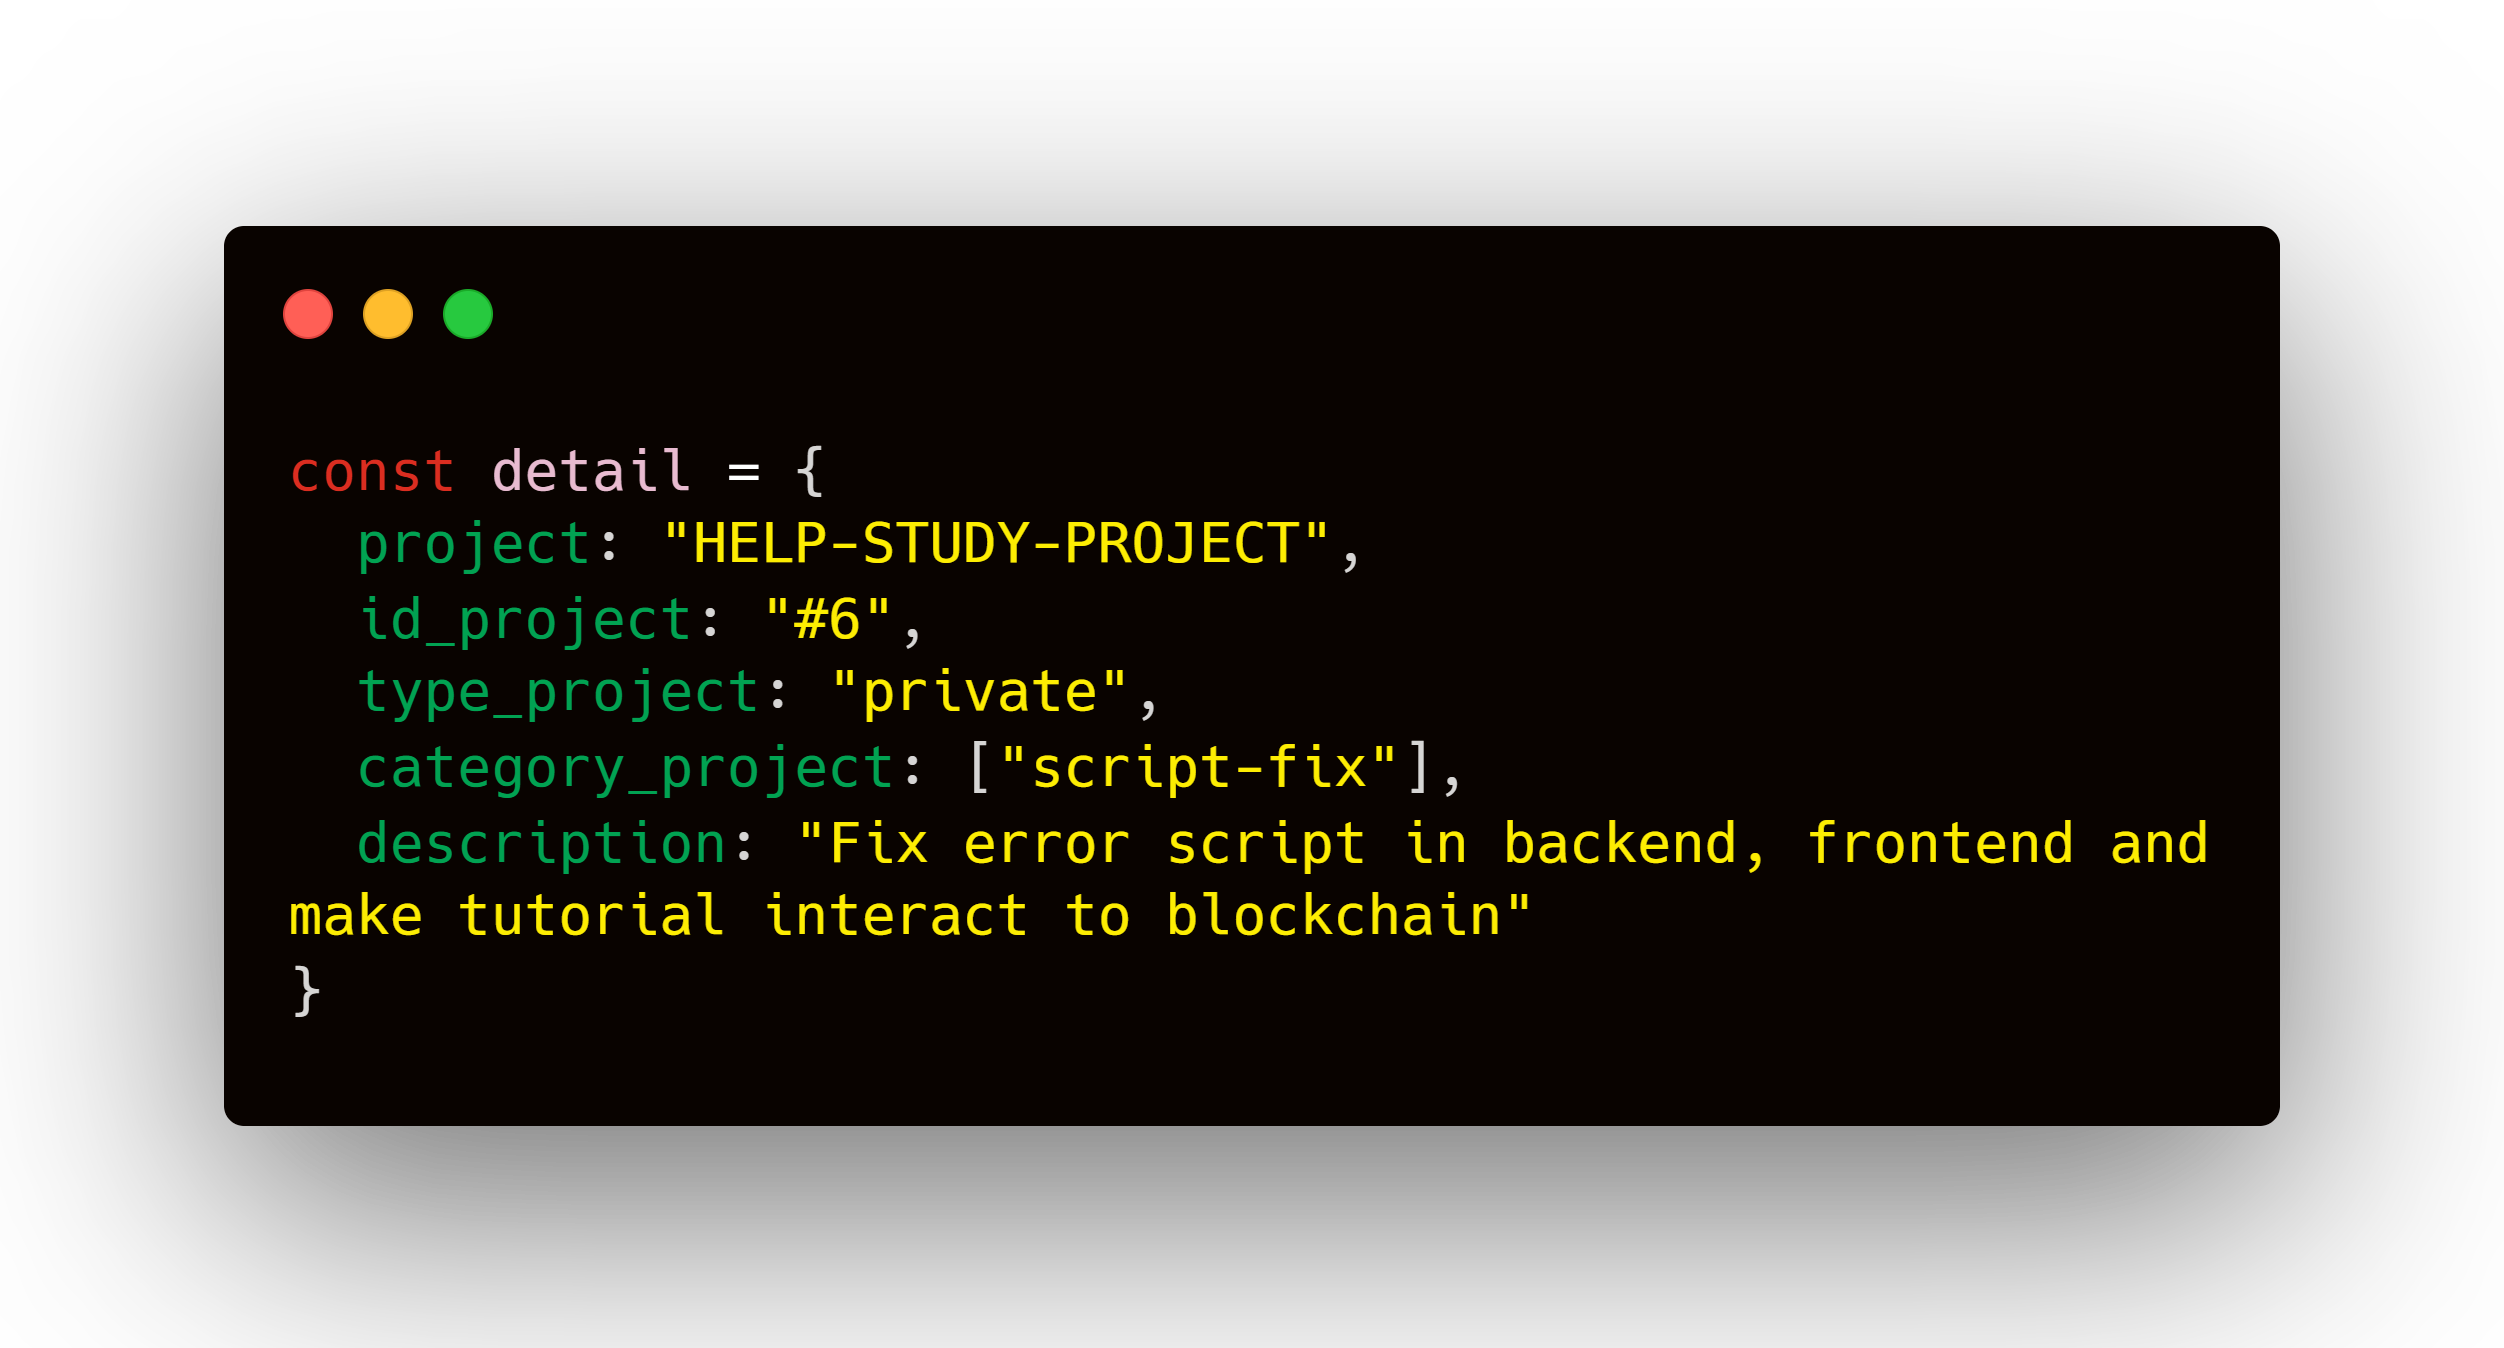 const detail = {
  project: "HELP-STUDY-PROJECT",
  id_project: "#6",
  type_project: "private",
  category_project: ["script-fix"],
  description: "Fix error script in backend, frontend and
make tutorial interact to blockchain"
}